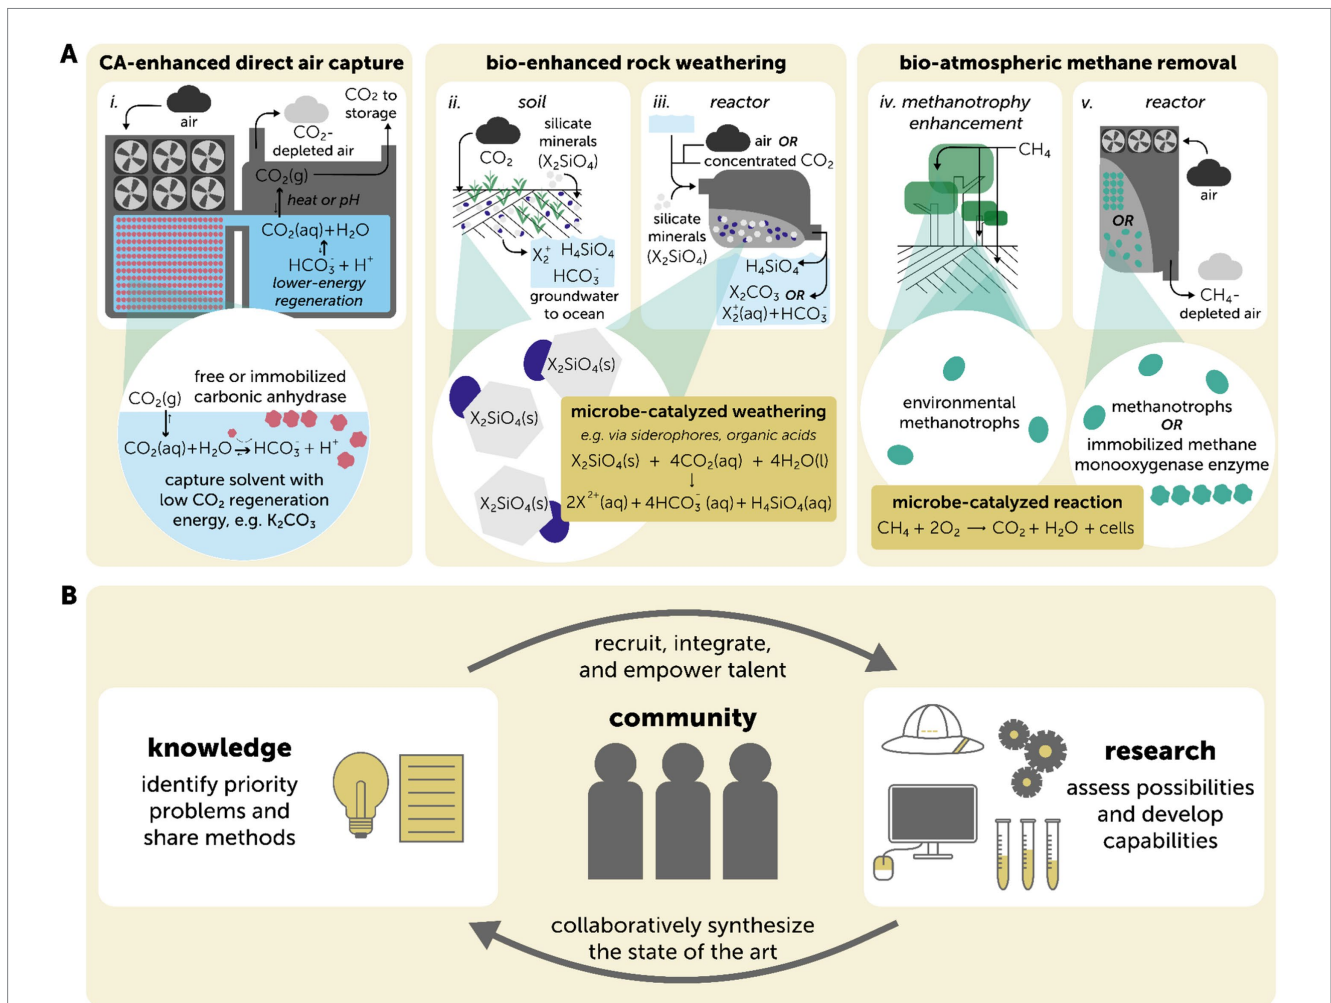 A
CA-enhanced direct air capture
i.
air
CO₂-
depleted air
CO₂ to
storage
CO₂(g)
heat or pH
CO₂(aq)+H₂O
HCO₃⁻ + H⁺
lower-energy
regeneration
free or immobilized
carbonic anhydrase
CO₂(g)
CO₂(aq)+H₂O ⇌ HCO₃⁻ + H⁺
capture solvent with
low CO₂ regeneration
energy, e.g. K₂CO₃
bio-enhanced rock weathering
ii. soil
CO₂
silicate
minerals
(X₂SiO₄)
X₂⁺ H₄SiO₄
HCO₃⁻
groundwater
to ocean
iii. reactor
air OR
concentrated CO₂
silicate
minerals
(X₂SiO₄)
H₄SiO₄
X₂CO₃ OR
X₂⁺(aq)+HCO₃⁻
X₂SiO₄(s)
X₂SiO₄(s)
X₂SiO₄(s)
microbe-catalyzed weathering
e.g. via siderophores, organic acids
X₂SiO₄(s) + 4CO₂(aq) + 4H₂O(l)
↓
2X²⁺(aq)+4HCO₃⁻(aq)+H₄SiO₄(aq)
bio-atmospheric methane removal
iv. methanotrophy
enhancement
CH₄
v. reactor
OR
air
CH₄-
depleted air
environmental
methanotrophs
methanotrophs
OR
immobilized methane
monooxygenase enzyme
microbe-catalyzed reaction
CH₄ + 2O₂ → CO₂ + H₂O + cells
B
recruit, integrate,
and empower talent
knowledge
identify priority
problems and
share methods
community
research
assess possibilities
and develop
capabilities
collaboratively synthesize
the state of the art